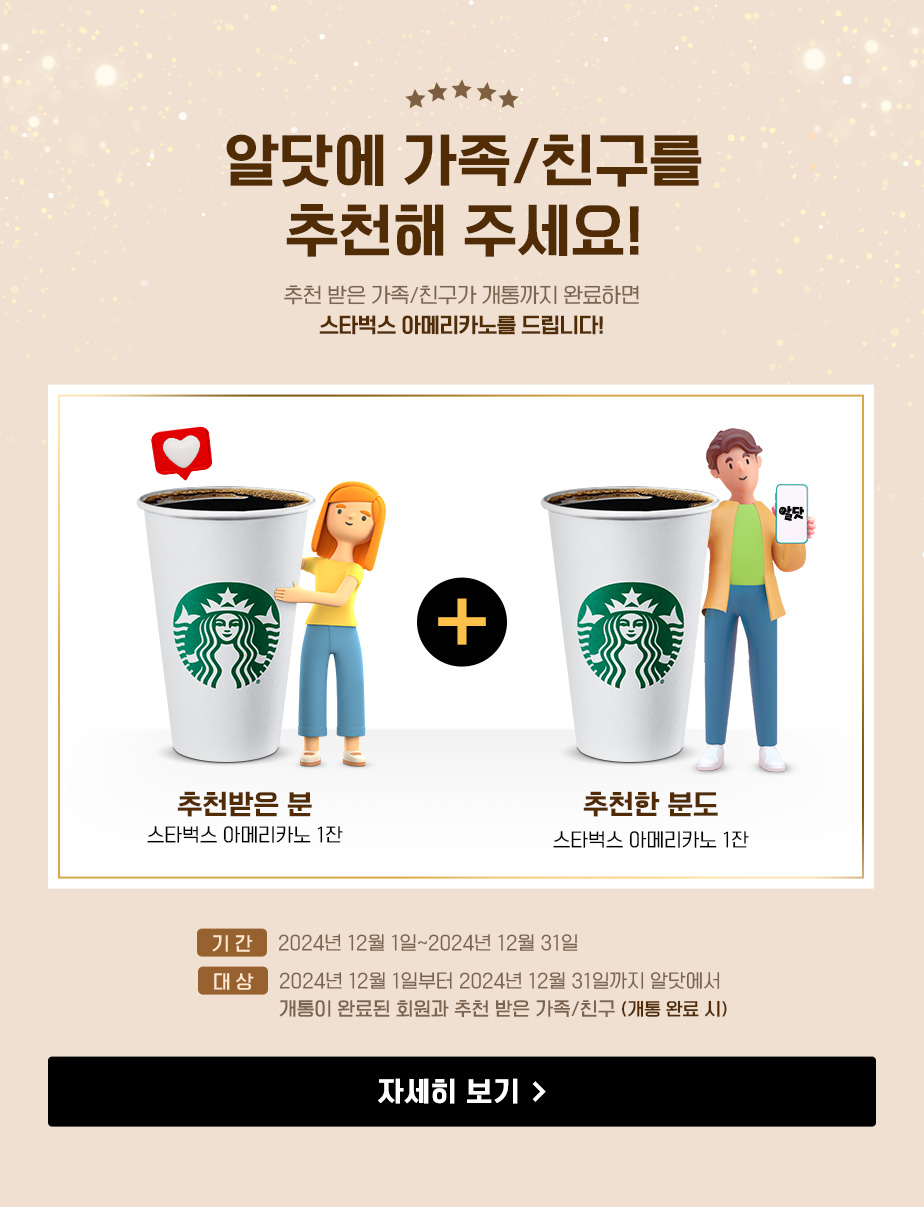 알닷에 가족/친구를
추천해 주세요!
추천 받은 가족/친구가 개통까지 완료하면
스타벅스 아메리카노를 드립니다!
알닷
추천받은 분
스타벅스 아메리카노 1잔
추천한 분도
스타벅스 아메리카노 1잔
기간 2024년 12월 1일~2024년 12월 31일
대상 2024년 12월 1일부터 2024년 12월 31일까지 알닷에서
개통이 완료된 회원과 추천 받은 가족/친구 (개통 완료 시)
자세히 보기 >